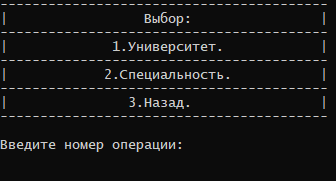 Выбор:
1.Университет.
2.Специальность.
3.Назад.
Введите номер операции: